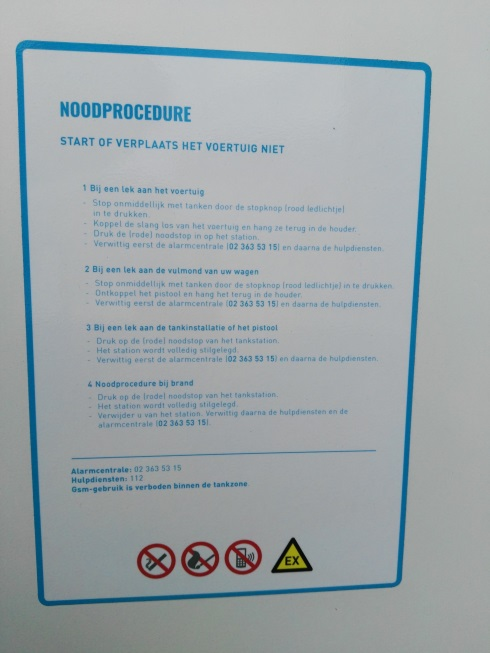 NOODPROCEDURE
START OF VERPLAATS HET VOERTUIG NIET
1 Bij een lek aan het voertuig
- Stop onmiddellijk met tanken door de stopknop (rood ledlichtje)
in te drukken.
- Koppel de slang los van het voertuig en hang ze terug in de houder.
- Druk de (rode) noodstop in op het station.
- Verwittig eerst de alarmcentrale (02 363 53 15) en daarna de hulpdiensten.
2 Bij een lek aan de vulmond van uw wagen
- Stop onmiddellijk met tanken door de stopknop (rood ledlichtje) in te drukken.
- Ontkoppel het pistool en hang het terug in de houder.
- Verwittig eerst de alarmcentrale (02 363 53 15) en daarna de hulpdiensten.
3 Bij een lek aan de tankinstallatie of het pistool
- Druk op de (rode) noodstop van het tankstation.
- Het station wordt volledig stilgelegd.
- Verwittig eerst de alarmcentrale (02 363 53 15) en daarna de hulpdiensten.
4 Noodprocedure bij brand
- Druk op de (rode) noodstop van het tankstation.
- Het station wordt volledig stilgelegd.
- Verwijder u van het station. Verwittig daarna de hulpdiensten en de
alarmcentrale (02 363 53 15).
Alarmcentrale: 02 363 53 15
Hulpdiensten: 112
Gsm-gebruik is verboden binnen de tankzone.
EX